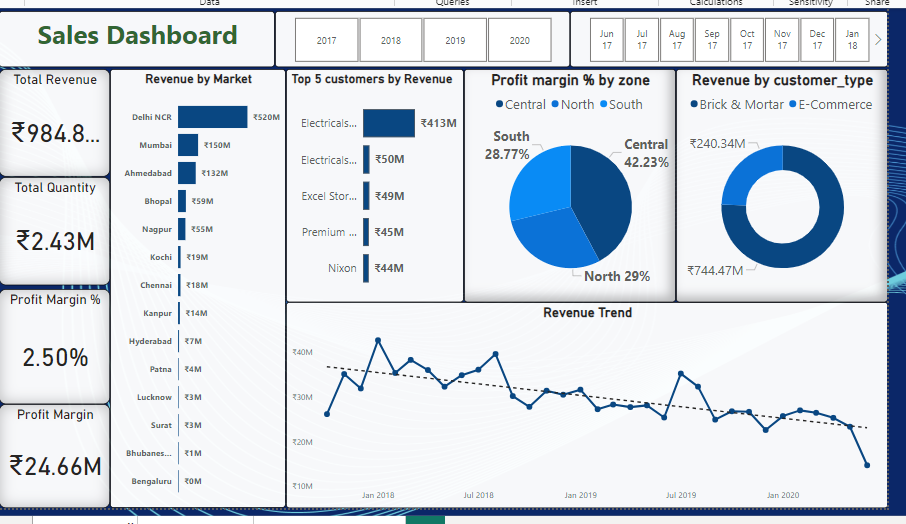 Data
Queries
Insert
Calculations
Sensitivity
Share
Sales Dashboard
2017
2018
2019
2020
Jun 17
Jul 17
Aug 17
Sep 17
Oct 17
Nov 17
Dec 17
Jan 18
Total Revenue
₹984.8...
Total Quantity
₹2.43M
Profit Margin %
2.50%
Profit Margin
₹24.66M
Revenue by Market
Delhi NCR ₹520M
Mumbai ₹150M
Ahmedabad ₹132M
Bhopal ₹59M
Nagpur ₹55M
Kochi ₹19M
Chennai ₹18M
Kanpur ₹14M
Hyderabad ₹7M
Patna ₹4M
Lucknow ₹3M
Surat ₹3M
Bhubanes... ₹1M
Bengaluru ₹0M
Top 5 customers by Revenue
Electricals... ₹413M
Electricals... ₹50M
Excel Stor... ₹49M
Premium ... ₹45M
Nixon ₹44M
Profit margin % by zone
Central North South
South
28.77%
Central
42.23%
North 29%
Revenue by customer_type
Brick & Mortar E-Commerce
₹240.34M
₹744.47M
Revenue Trend
₹40M
₹30M
₹20M
₹10M
Jan 2018
Jul 2018
Jan 2019
Jul 2019
Jan 2020